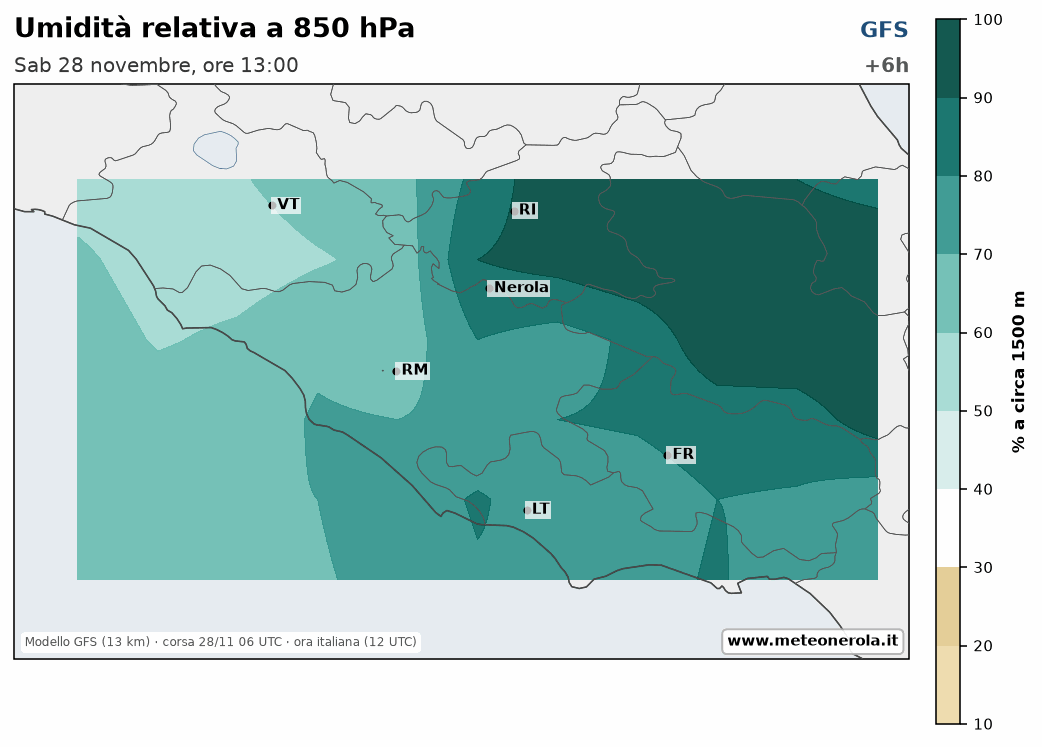 Umidità relativa a 850 hPa
GFS
Sab 28 novembre, ore 13:00
+6h
VT
RI
Nerola
RM
FR
LT
Modello GFS (13 km) · corsa 28/11 06 UTC · ora italiana (12 UTC)
www.meteonerola.it
100
90
80
70
60
50
40
30
20
10
% a circa 1500 m